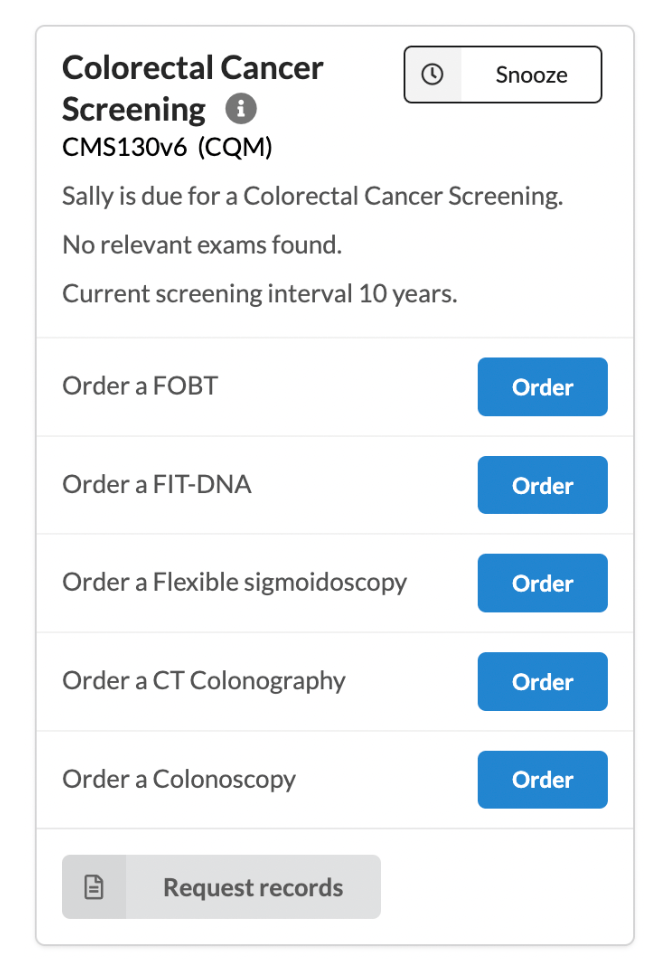 Colorectal Cancer
Screening
Snooze
CMS130v6 (CQM)
Sally is due for a Colorectal Cancer Screening.
No relevant exams found.
Current screening interval 10 years.
Order a FOBT
Order
Order a FIT-DNA
Order
Order a Flexible sigmoidoscopy
Order
Order a CT Colonography
Order
Order a Colonoscopy
Order
Request records